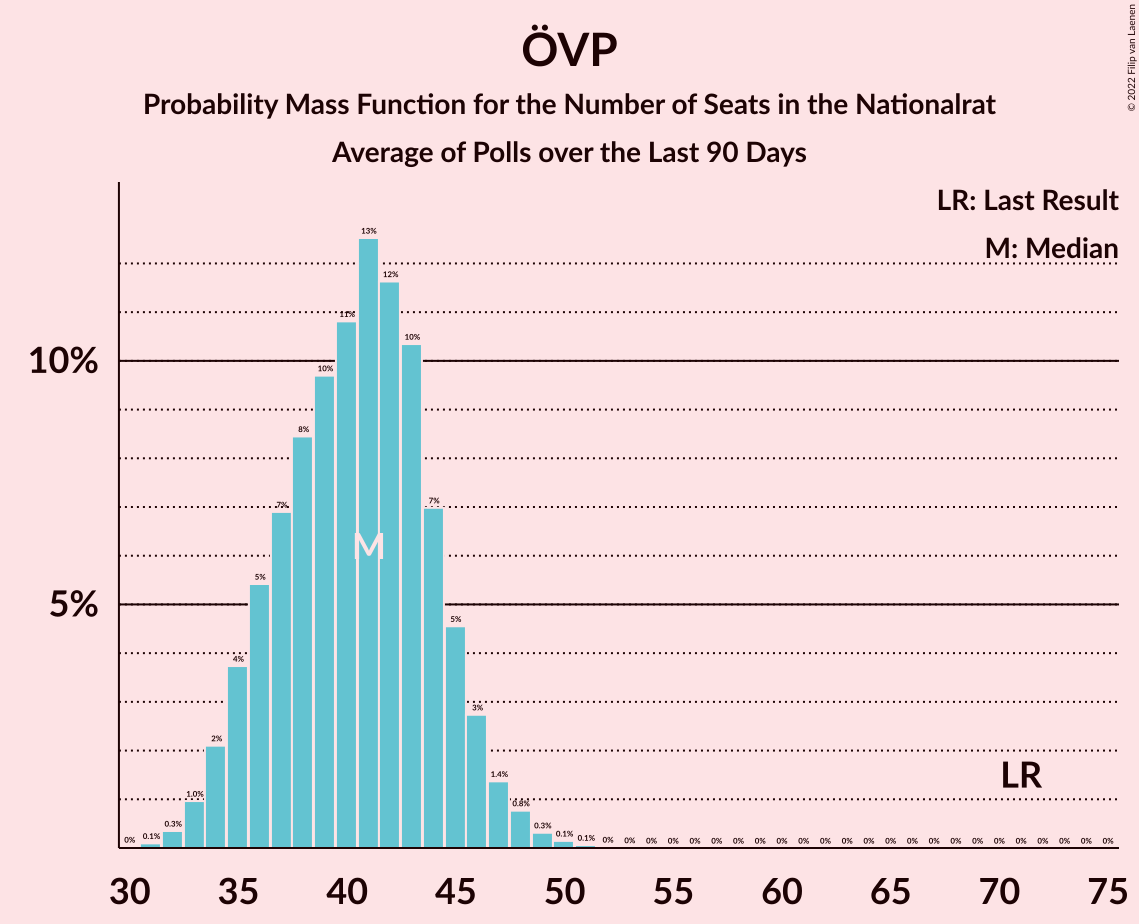 ÖVP
Probability Mass Function for the Number of Seats in the Nationalrat
Average of Polls over the Last 90 Days
© 2022 Filip van Laenen
LR: Last Result
M: Median
10%
5%
0% 0.1% 0.3% 1.0% 2% 4% 5% 7% 8% 10% 11% 13% 12% 10% 7% 5% 3% 1.4% 0.8% 0.3% 0.1% 0.1% 0% 0% 0% 0% 0% 0% 0% 0% 0% 0% 0% 0% 0% 0% 0% 0% 0% 0% 0% 0% 0% 0% 0% 0%
M
LR
30 35 40 45 50 55 60 65 70 75